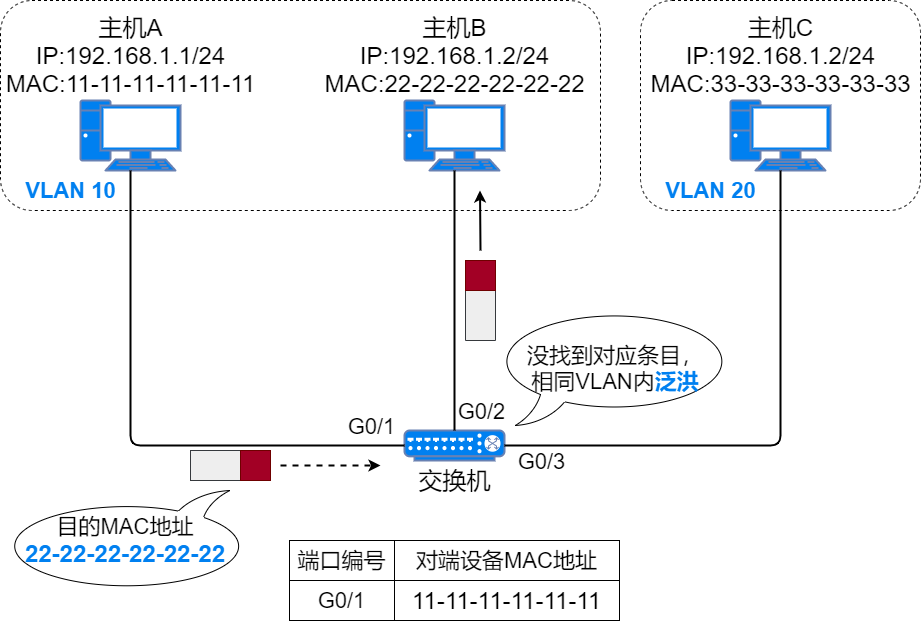 主机A
IP:192.168.1.1/24
MAC:11-11-11-11-11-11
主机B
IP:192.168.1.2/24
MAC:22-22-22-22-22-22
主机C
IP:192.168.1.2/24
MAC:33-33-33-33-33-33
VLAN 10
VLAN 20
没找到对应条目，
相同VLAN内泛洪
G0/1
G0/2
G0/3
交换机
目的MAC地址
22-22-22-22-22-22
端口编号 对端设备MAC地址
G0/1 11-11-11-11-11-11